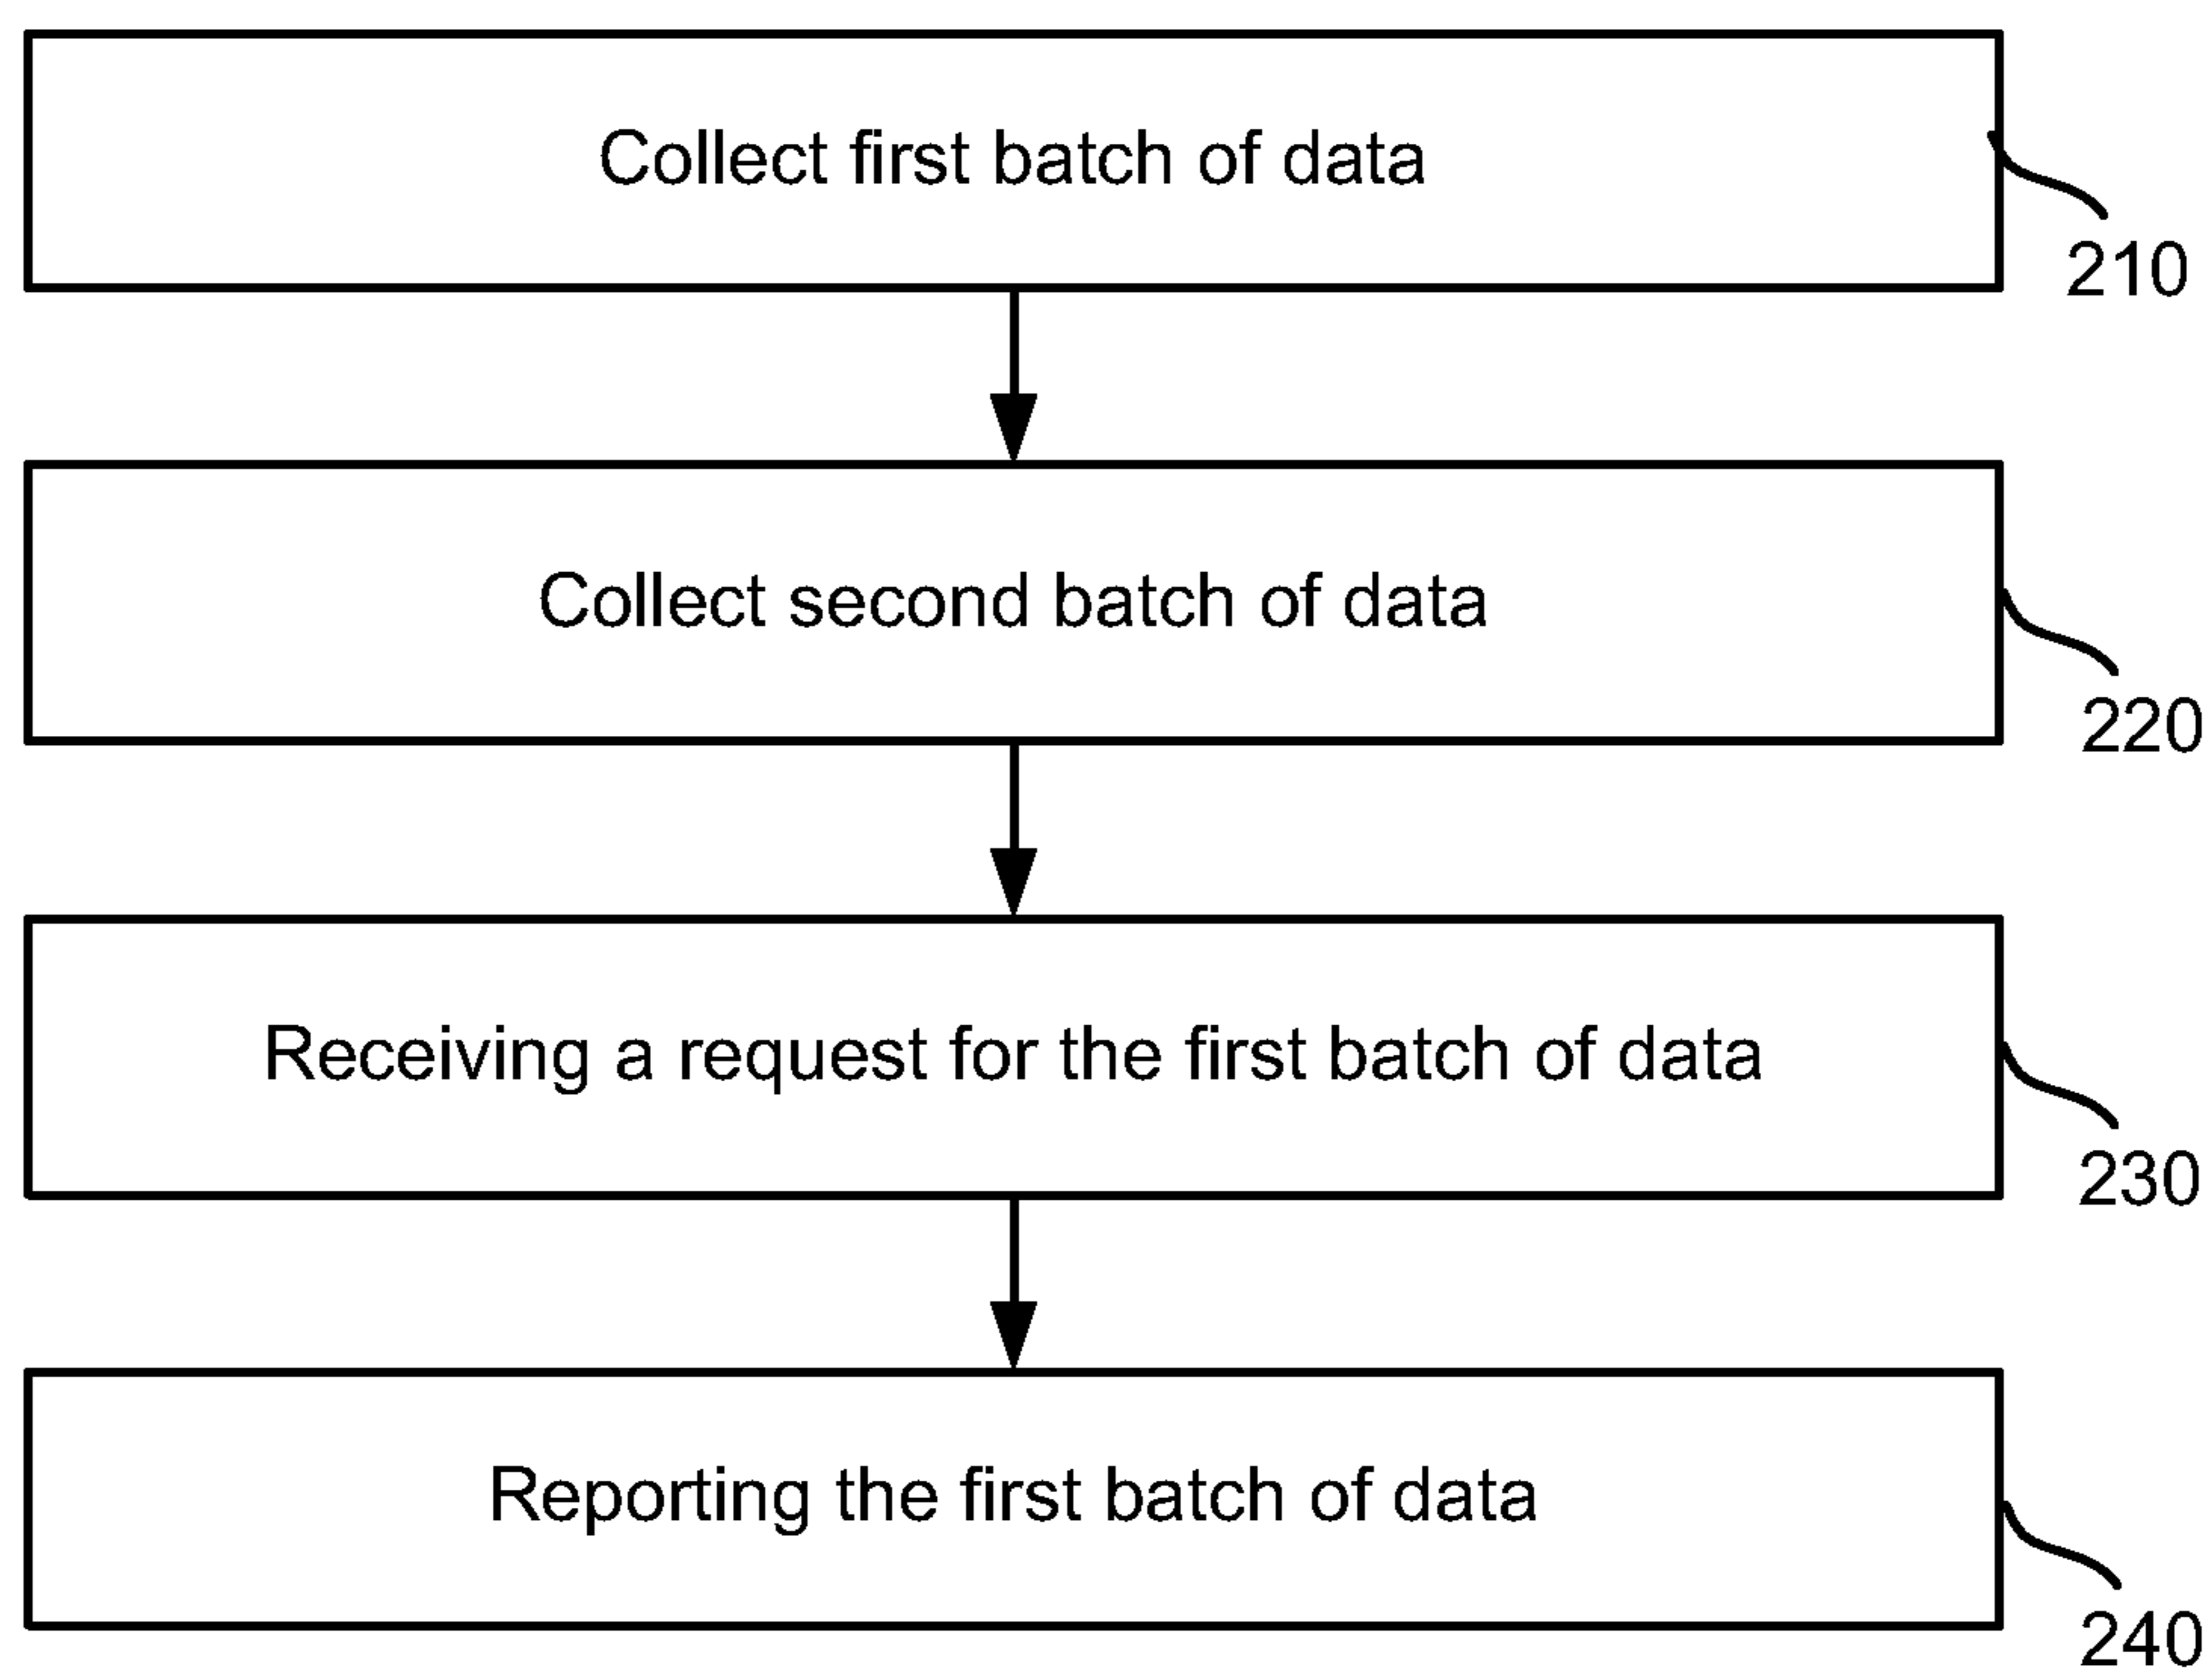 Collect first batch of data
210
Collect second batch of data
220
Receiving a request for the first batch of data
230
Reporting the first batch of data
240